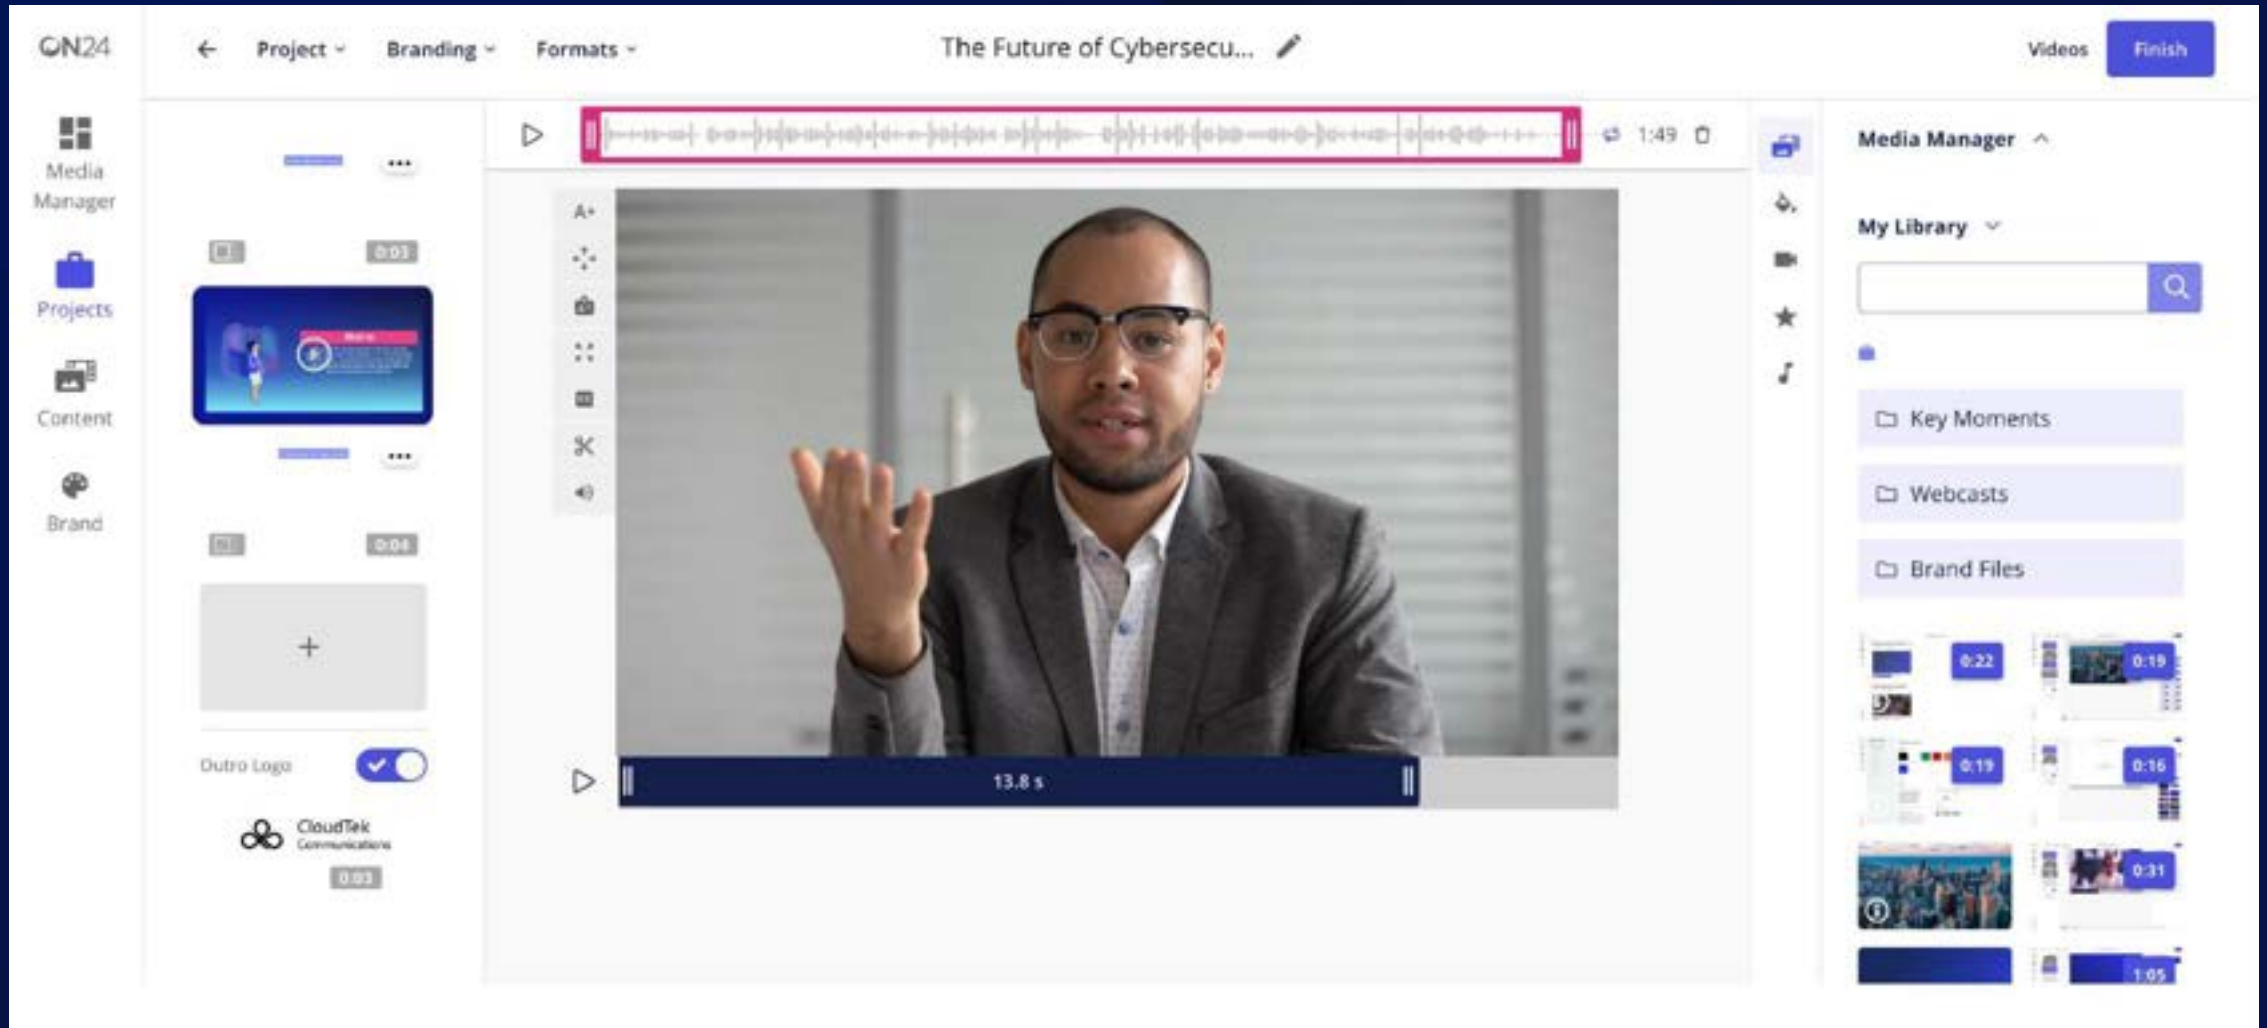 ON24
Project
Branding
Formats
The Future of Cybersecu...
Videos
Finish
Media
Manager
Projects
Content
Brand
0:03
0:04
+
Outro Logo
CloudTek
Communications
0:03
1:49
A+
13.8 s
Media Manager
My Library
Key Moments
Webcasts
Brand Files
0:22
0:19
0:19
0:16
0:31
1:05